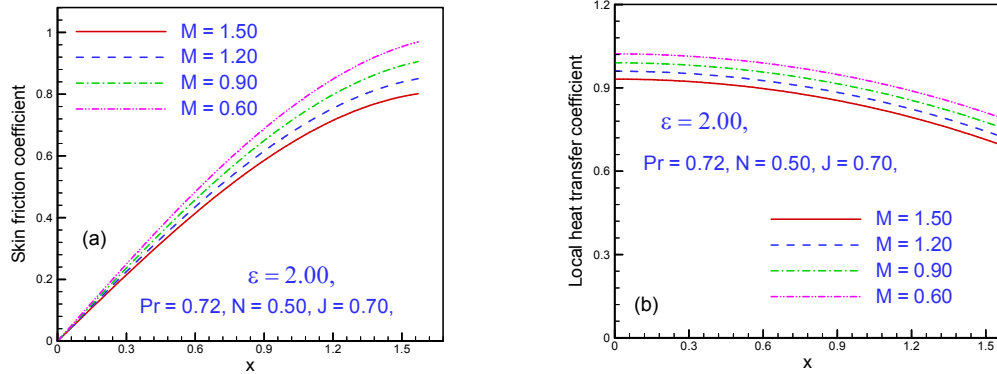 M = 1.50
M = 1.20
M = 0.90
M = 0.60
(a)
ε = 2.00,
Pr = 0.72, N = 0.50, J = 0.70,
Skin friction coefficient
1
0.8
0.6
0.4
0.2
0
0 0.3 0.6 0.9 1.2 1.5
x
ε = 2.00,
Pr = 0.72, N = 0.50, J = 0.70,
M = 1.50
M = 1.20
M = 0.90
M = 0.60
(b)
Local heat transfer coefficient
1.2
0.9
0.6
0.3
0.0
0.0 0.3 0.6 0.9 1.2 1.5
x